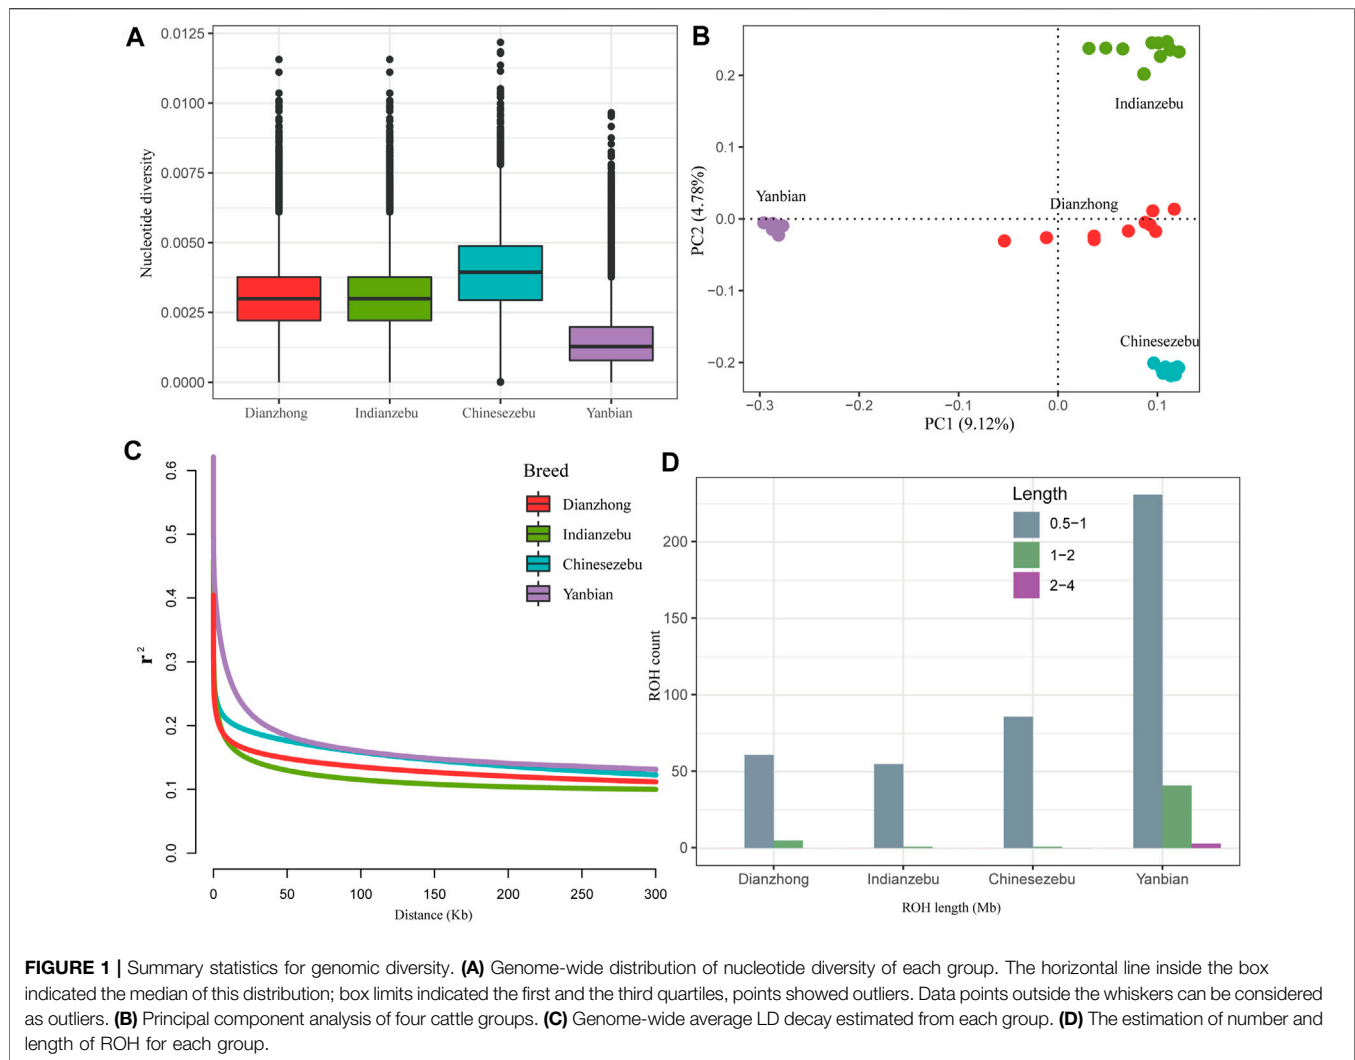 A
Nucleotide diversity
0.0125
0.0100
0.0075
0.0050
0.0025
0.0000
Dianzhong Indianzebu Chinesezebu Yanbian
B
PC2 (4.78%)
0.2
0.1
0.0
−0.1
−0.2
Indianzebu
Yanbian
Dianzhong
Chinesezebu
−0.3 −0.2 −0.1 0.0 0.1
PC1 (9.12%)
C
r²
0.6
0.5
0.4
0.3
0.2
0.1
0.0
Breed
Dianzhong
Indianzebu
Chinesezebu
Yanbian
0 50 100 150 200 250 300
Distance (Kb)
D
ROH count
200
150
100
50
0
Length
0.5−1
1−2
2−4
Dianzhong Indianzebu Chinesezebu Yanbian
ROH length (Mb)
FIGURE 1 | Summary statistics for genomic diversity. (A) Genome-wide distribution of nucleotide diversity of each group. The horizontal line inside the box
indicated the median of this distribution; box limits indicated the first and the third quartiles, points showed outliers. Data points outside the whiskers can be considered
as outliers. (B) Principal component analysis of four cattle groups. (C) Genome-wide average LD decay estimated from each group. (D) The estimation of number and
length of ROH for each group.